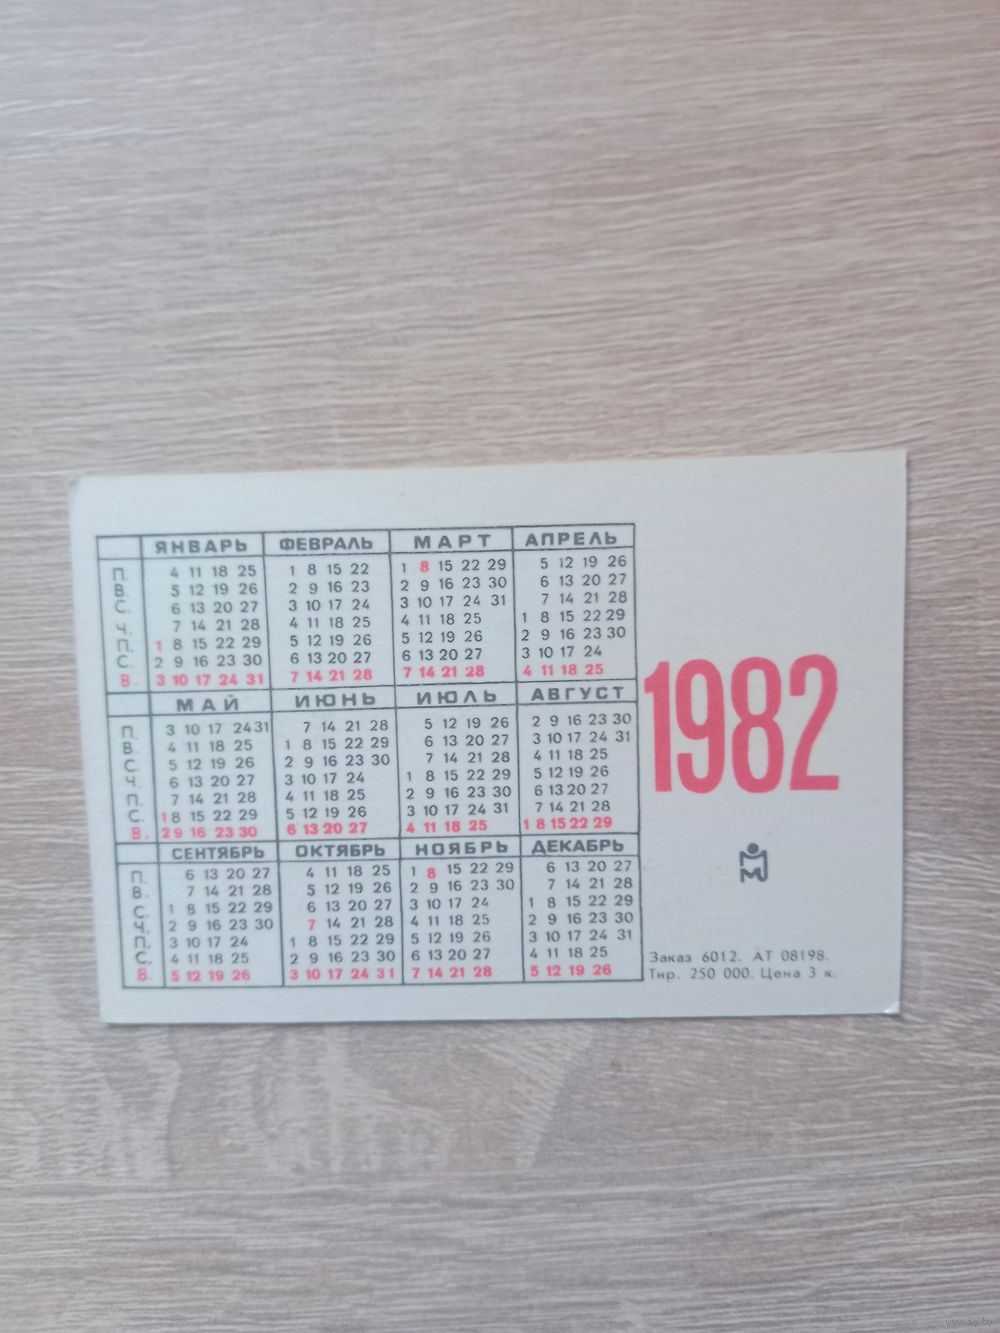 ЯНВАРЬ ФЕВРАЛЬ МАРТ АПРЕЛЬ
П. 4 11 18 25 1 8 15 22 1 8 15 22 29 5 12 19 26
В. 5 12 19 26 2 9 16 23 2 9 16 23 30 6 13 20 27
С. 6 13 20 27 3 10 17 24 3 10 17 24 31 7 14 21 28
Ч. 7 14 21 28 4 11 18 25 4 11 18 25 1 8 15 22 29
П. 1 8 15 22 29 5 12 19 26 5 12 19 26 2 9 16 23 30
С. 2 9 16 23 30 6 13 20 27 6 13 20 27 3 10 17 24
В. 3 10 17 24 31 7 14 21 28 7 14 21 28 4 11 18 25
МАЙ ИЮНЬ ИЮЛЬ АВГУСТ
П. 3 10 17 24 31 7 14 21 28 5 12 19 26 2 9 16 23 30
В. 4 11 18 25 1 8 15 22 29 6 13 20 27 3 10 17 24 31
С. 5 12 19 26 2 9 16 23 30 7 14 21 28 4 11 18 25
Ч. 6 13 20 27 3 10 17 24 1 8 15 22 29 5 12 19 26
П. 7 14 21 28 4 11 18 25 2 9 16 23 30 6 13 20 27
С. 1 8 15 22 29 5 12 19 26 3 10 17 24 31 7 14 21 28
В. 2 9 16 23 30 6 13 20 27 4 11 18 25 1 8 15 22 29
СЕНТЯБРЬ ОКТЯБРЬ НОЯБРЬ ДЕКАБРЬ
П. 6 13 20 27 4 11 18 25 1 8 15 22 29 6 13 20 27
В. 7 14 21 28 5 12 19 26 2 9 16 23 30 7 14 21 28
С. 1 8 15 22 29 6 13 20 27 3 10 17 24 1 8 15 22 29
Ч. 2 9 16 23 30 7 14 21 28 4 11 18 25 2 9 16 23 30
П. 3 10 17 24 1 8 15 22 29 5 12 19 26 3 10 17 24 31
С. 4 11 18 25 2 9 16 23 30 6 13 20 27 4 11 18 25
В. 5 12 19 26 3 10 17 24 31 7 14 21 28 5 12 19 26
1982
Заказ 6012. АТ 08198.
Тир. 250 000. Цена 3 к.
www.ay.by